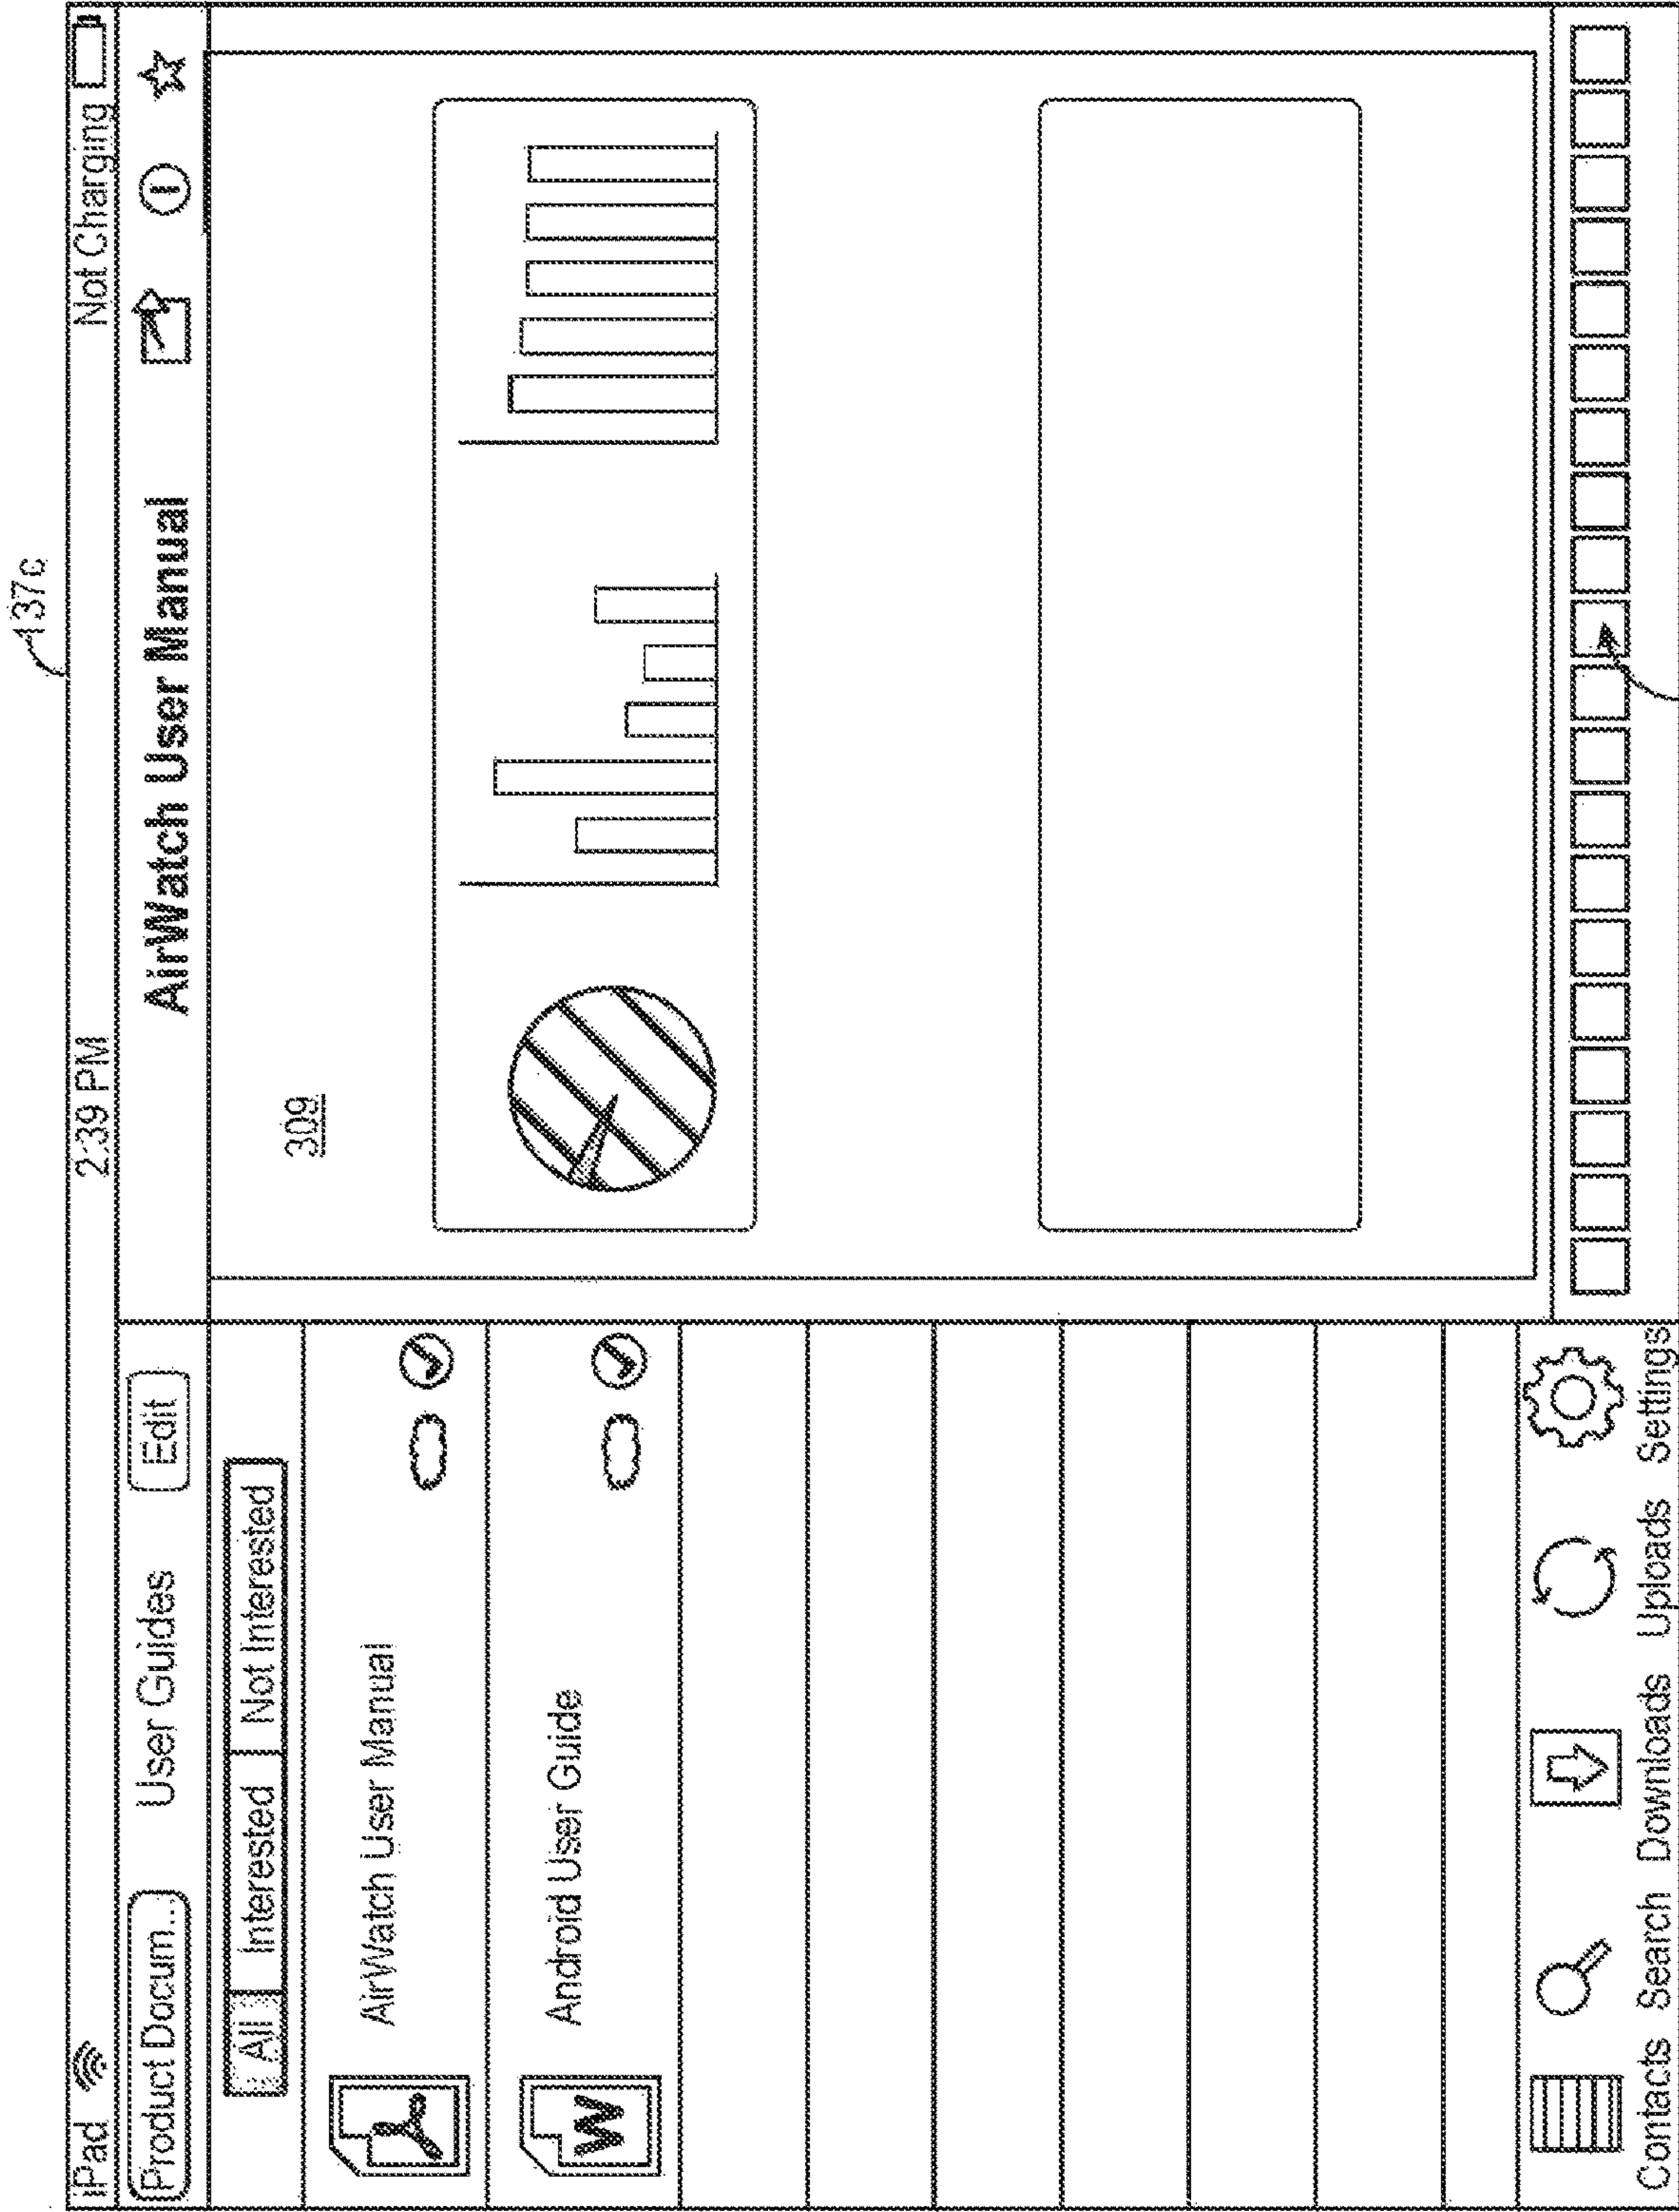 137c
iPad 2:39 PM Not Charging
Product Docum... User Guides Edit AirWatch User Manual
All Interested Not Interested
309
AirWatch User Manual
W Android User Guide
Contacts Search Downloads Uploads Settings